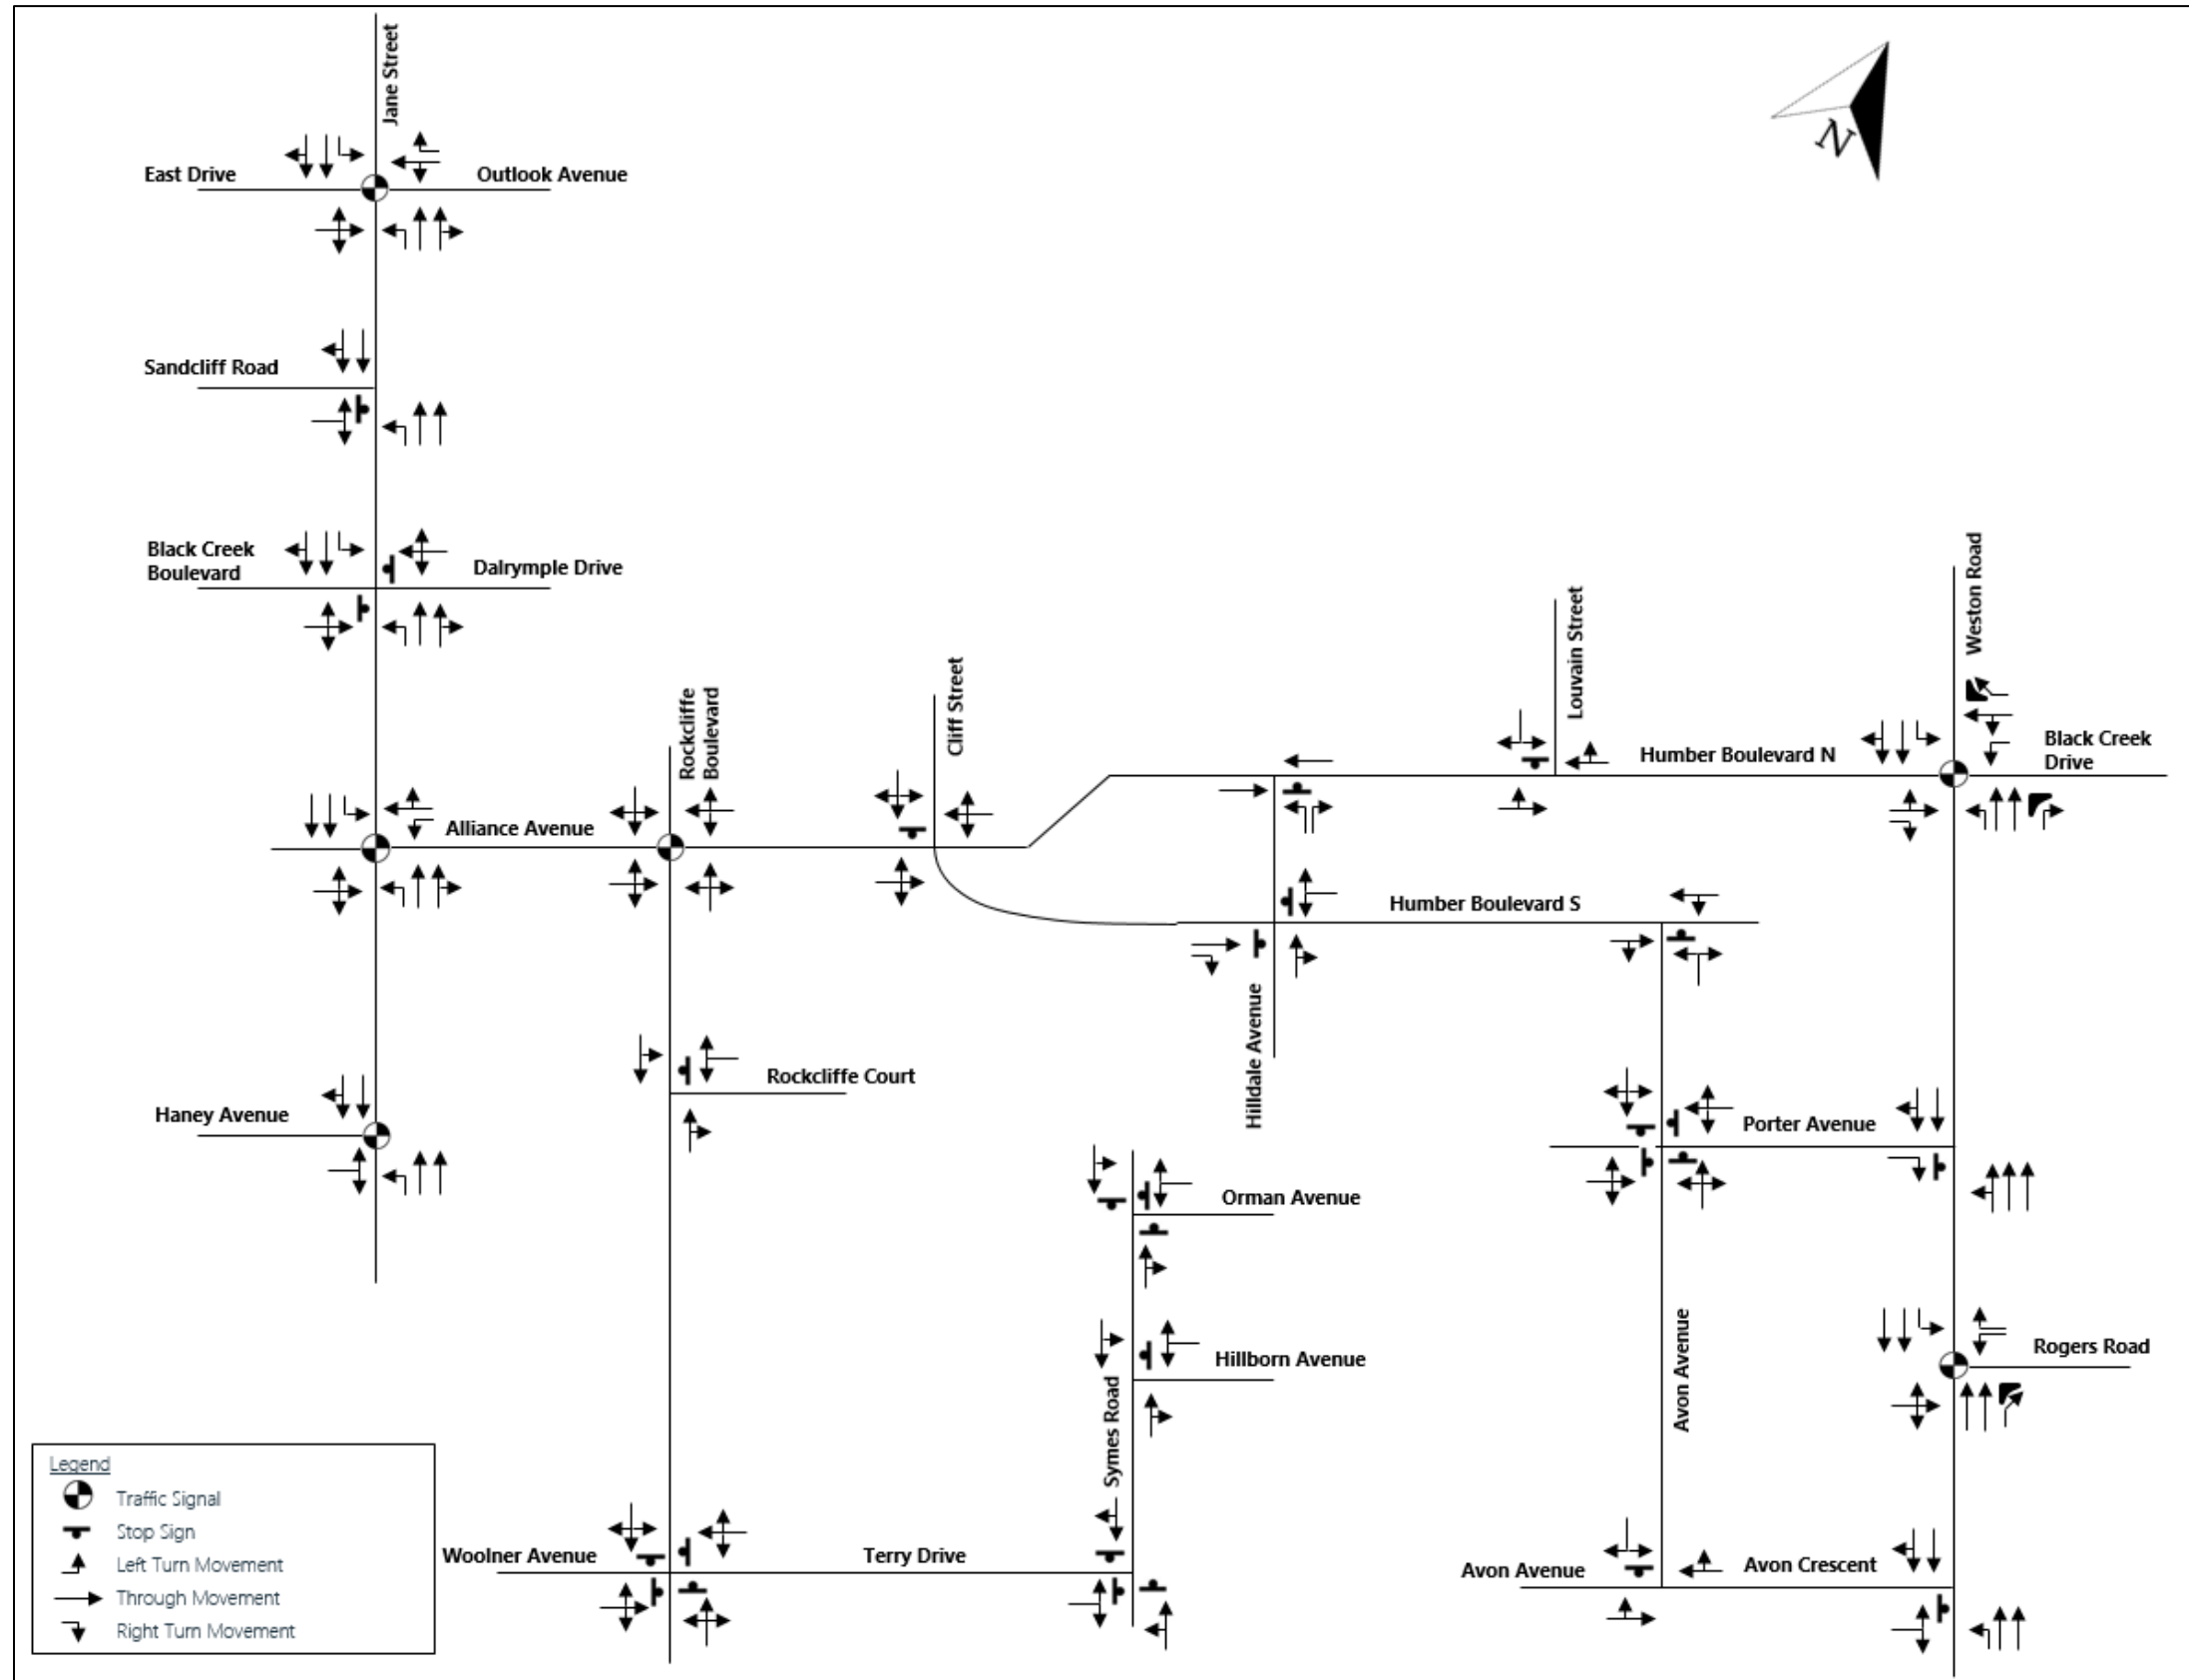 Jane Street
East Drive
Outlook Avenue
N
Sandcliff Road
Black Creek
Boulevard
Dalrymple Drive
Rockcliffe
Boulevard
Cliff Street
Louvain Street
Weston Road
Alliance Avenue
Humber Boulevard N
Black Creek
Drive
Humber Boulevard S
Hilldale Avenue
Rockcliffe Court
Haney Avenue
Porter Avenue
Orman Avenue
Hillborn Avenue
Symes Road
Avon Avenue
Rogers Road
Woolner Avenue
Terry Drive
Avon Avenue
Avon Crescent
Legend
Traffic Signal
Stop Sign
Left Turn Movement
Through Movement
Right Turn Movement